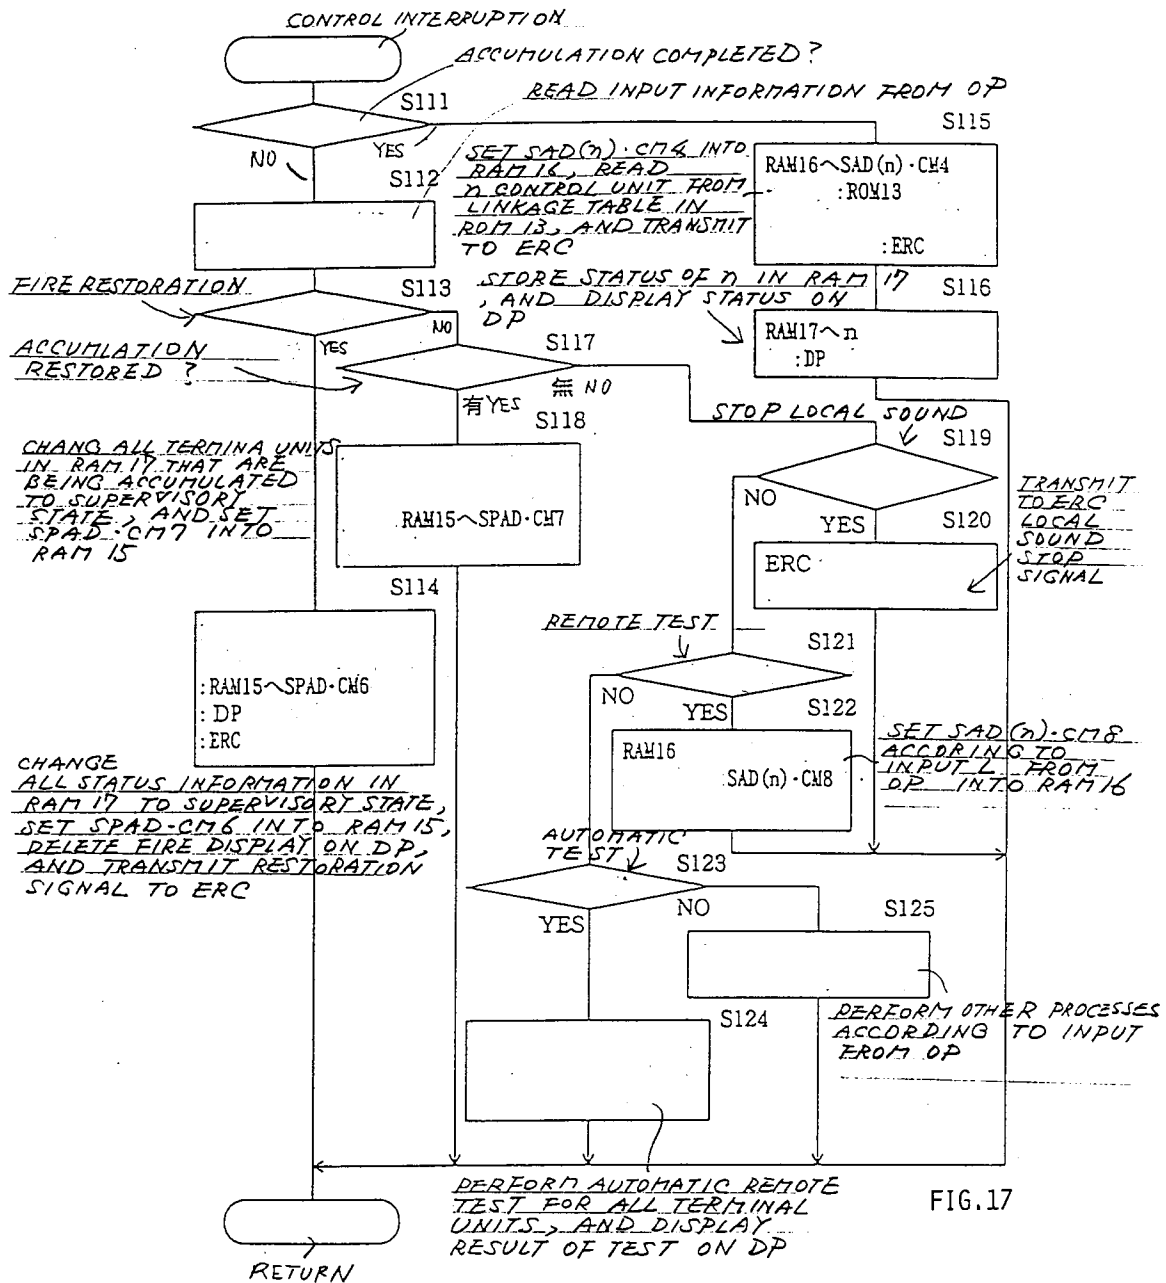 CONTROL INTERRUPTION
ACCUMULATION COMPLETED?
S111
READ INPUT INFORMATION FROM OP
NO
YES
S115
SET SAD(n)·CM4 INTO
RAM 16, READ
n CONTROL UNIT FROM
LINKAGE TABLE IN
ROM 13, AND TRANSMIT
TO ERC
RAM16～SAD(n)·CM4
:ROM13
:ERC
S112
FIRE RESTORATION
S113
STORE STATUS OF n IN RAM 17
, AND DISPLAY STATUS ON
DP
S116
RAM17～n
:DP
YES
NO
ACCUMLATION
RESTORED ?
S117
無 NO
有YES
S118
STOP LOCAL SOUND
S119
CHANG ALL TERMINA UNITS
IN RAM 17 THAT ARE
BEING ACCUMULATED
TO SUPERVISORY
STATE, AND SET
SPAD·CM7 INTO
RAM 15
RAM15～SPAD·CM7
NO
YES
S120
TRANSMIT
TO ERC
LOCAL
SOUND
STOP
SIGNAL
ERC
S114
:RAM15～SPAD·CM6
:DP
:ERC
REMOTE TEST
S121
NO
YES
S122
RAM16
SAD(n)·CM8
SET SAD(n)·CM8
ACCORING TO
INPUT L FROM
OP INTO RAM 16
CHANGE
ALL STATUS INFORMATION IN
RAM 17 TO SUPERVISORY STATE,
SET SPAD·CM6 INTO RAM 15,
DELETE FIRE DISPLAY ON DP,
AND TRANSMIT RESTORATION
SIGNAL TO ERC
AUTOMATIC
TEST
S123
YES
NO
S125
PERFORM OTHER PROCESSES
ACCORDING TO INPUT
FROM OP
S124
PERFORM AUTOMATIC REMOTE
TEST FOR ALL TERMINAL
UNITS, AND DISPLAY
RESULT OF TEST ON DP
FIG.17
RETURN